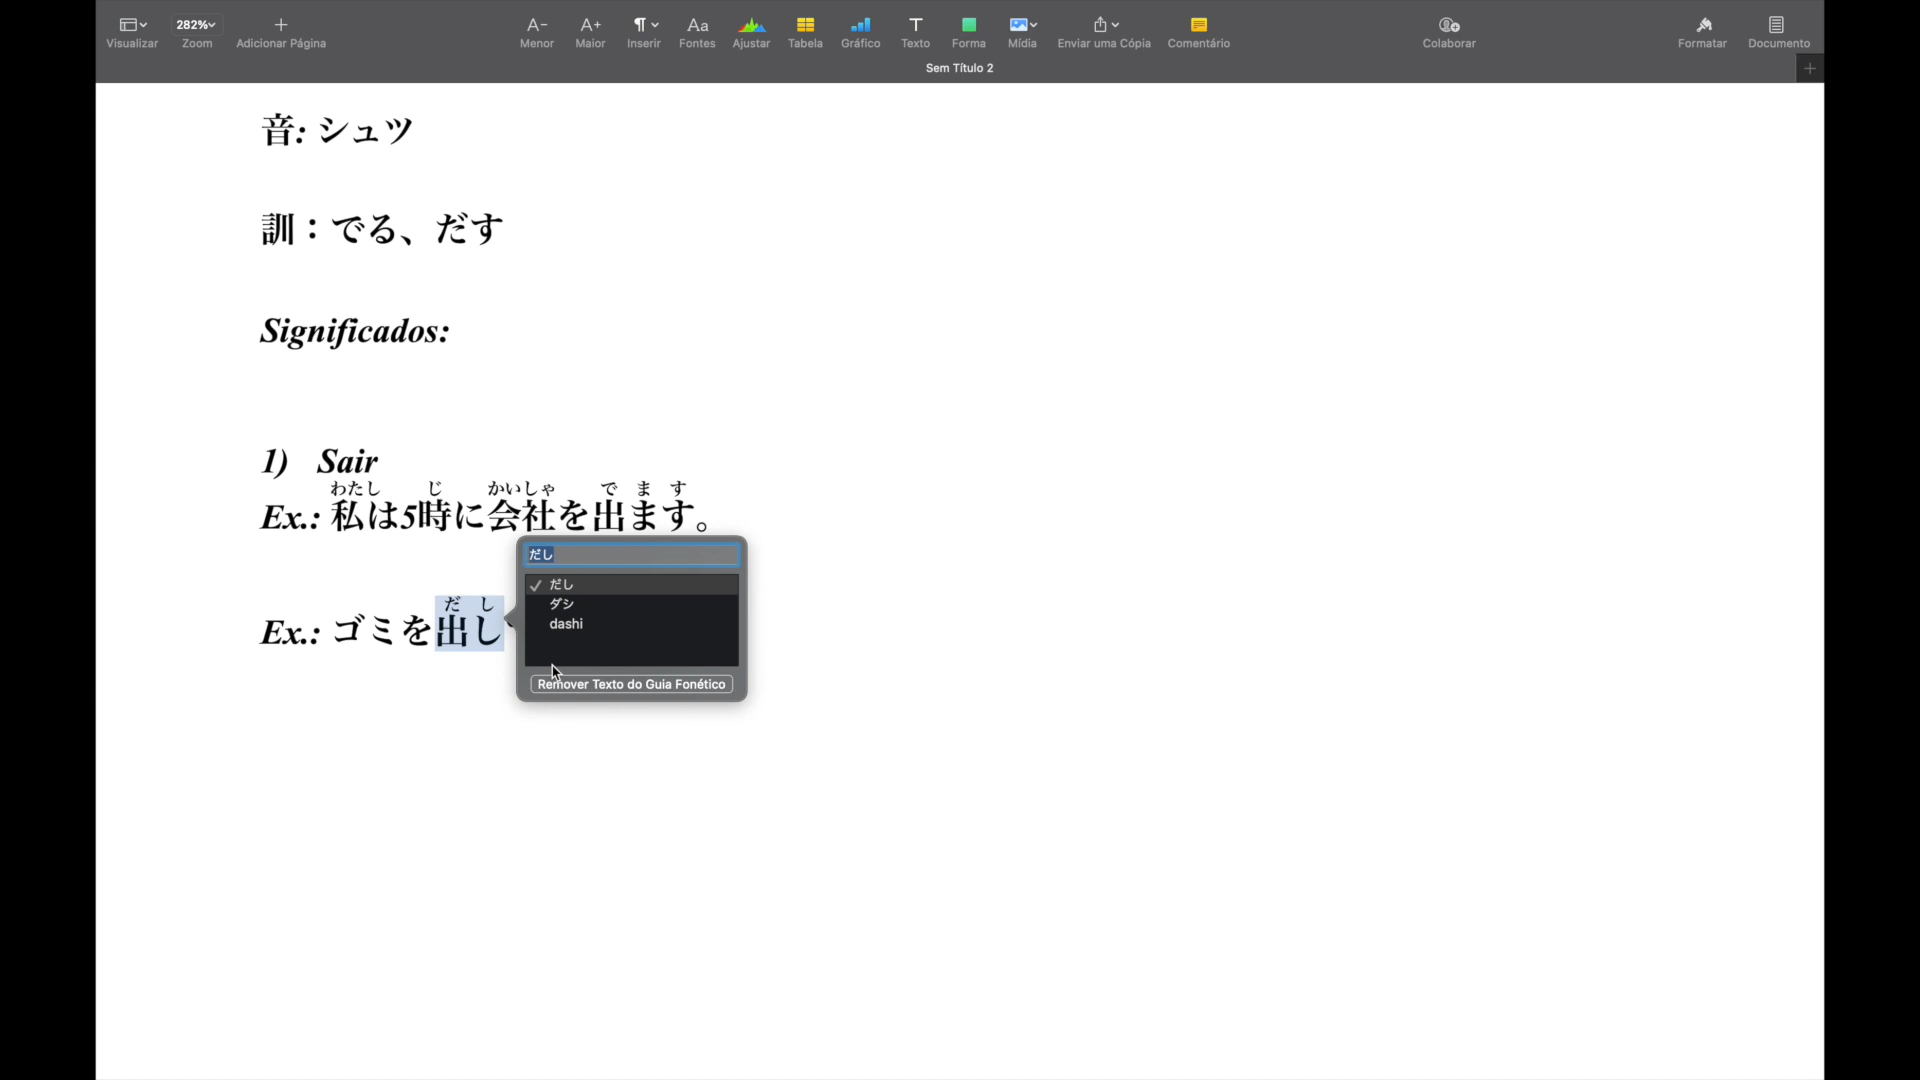 282%
Visualizar Zoom Adicionar Página Menor Maior Inserir Fontes Ajustar Tabela Gráfico Texto Forma Mídia Enviar uma Cópia Comentário Colaborar Formatar Documento
Sem Título 2
音: シュツ
訓：でる、だす
Significados:
1) Sair
わたし じ かいしゃ で ま す
Ex.: 私は5時に会社を出ます。
だ し
Ex.: ゴミを出し
だし
だし
ダシ
dashi
Remover Texto do Guia Fonético